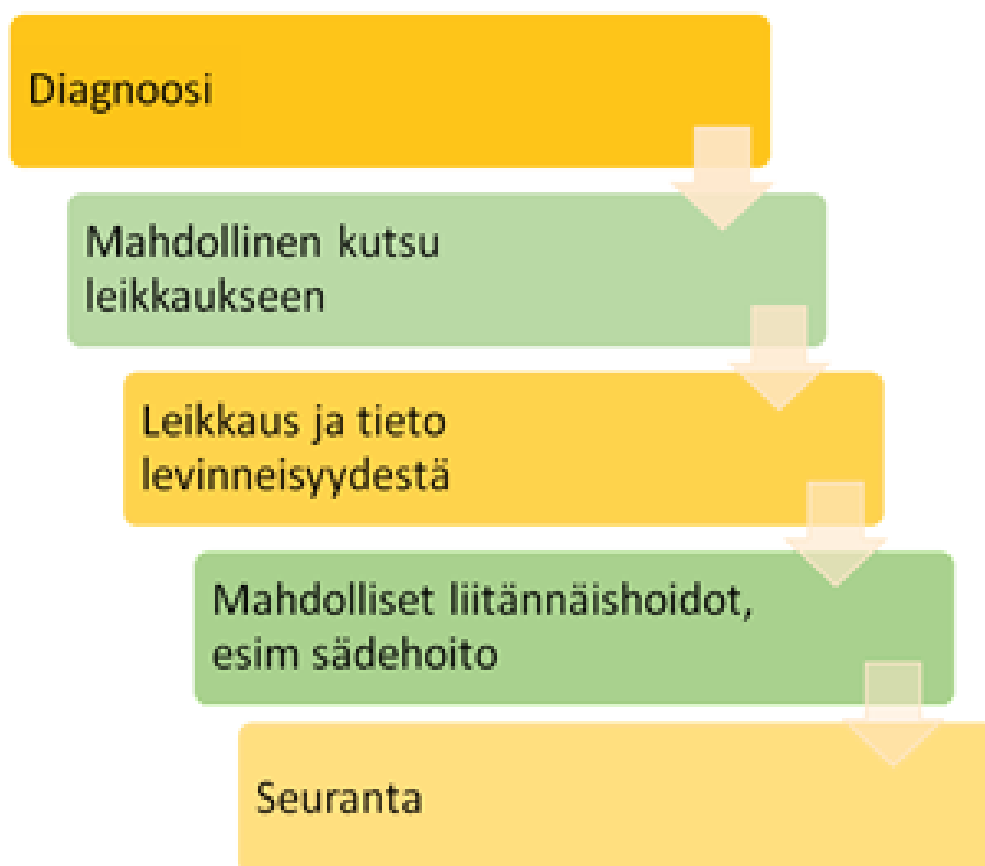 Diagnoosi
Mahdollinen kutsu
leikkaukseen
Leikkaus ja tieto
levinneisyydestä
Mahdolliset liitännäishoidot,
esim sädehoito
Seuranta